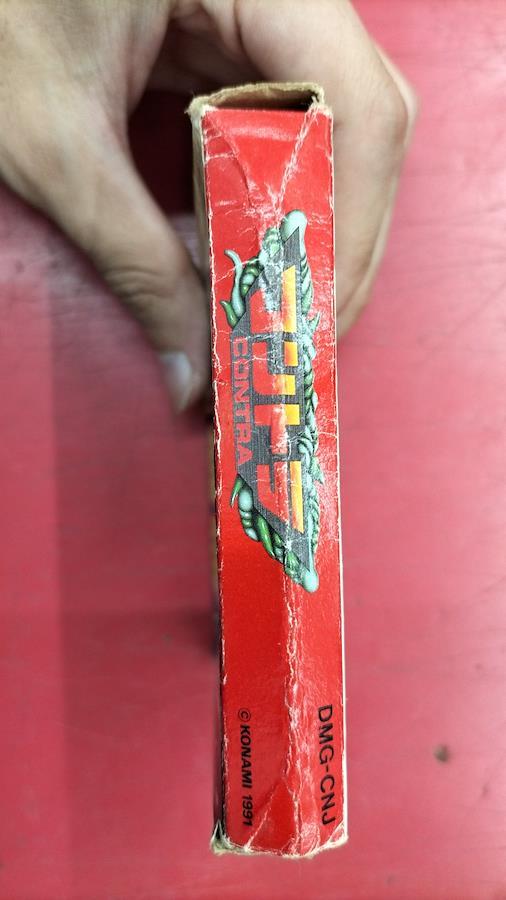 コントラ
CONTRA
DMG-CNJ
© KONAMI 1991